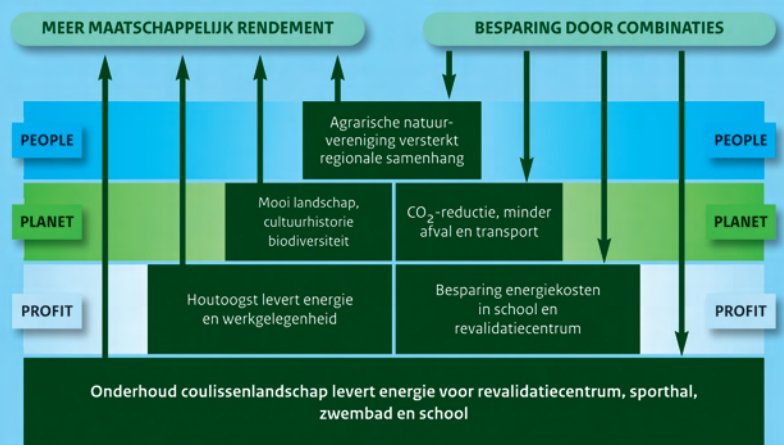 MEER MAATSCHAPPELIJK RENDEMENT
BESPARING DOOR COMBINATIES
PEOPLE
Agrarische natuur-
vereniging versterkt
regionale samenhang
PEOPLE
PLANET
Mooi landschap,
cultuurhistorie
biodiversiteit
CO2-reductie, minder
afval en transport
PLANET
PROFIT
Houtoogst levert energie
en werkgelegenheid
Besparing energiekosten
in school en
revalidatiecentrum
PROFIT
Onderhoud coulissenlandschap levert energie voor revalidatiecentrum, sporthal,
zwembad en school